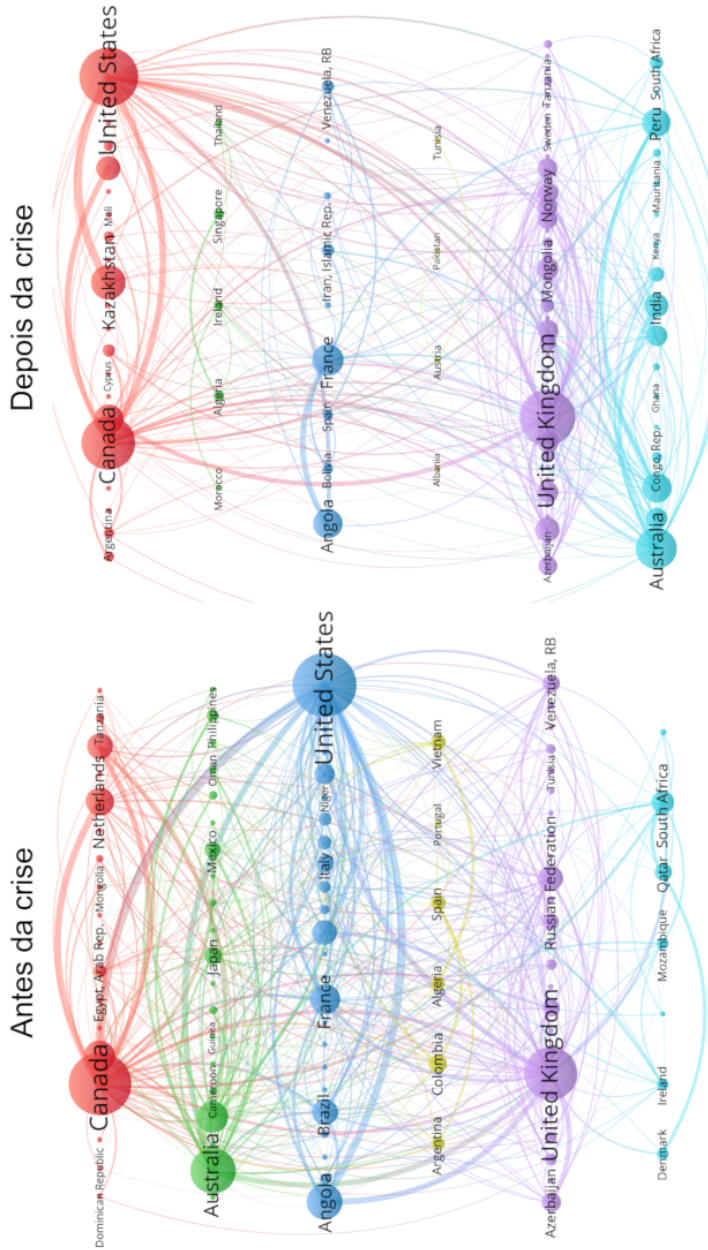 Depois da crise
Argentina
Canada
Cyprus
Kazakhstan
Mali
United States
Morocco
Algeria
Ireland
Singapore
Thailand
Angola
Bolivia
Spain
France
Iran, Islamic Rep.
Venezuela, RB
Albania
Austria
Pakistan
Tunisia
Azerbaijan
United Kingdom
Mongolia
Norway
Sweden
Tanzania
Australia
Congo, Rep.
Ghana
India
Kenya
Mauritania
Peru
South Africa
Antes da crise
Dominican Republic
Canada
Egypt, Arab Rep.
Mongolia
Netherlands
Tanzania
Australia
Cameroon
Guinea
Japan
Mexico
Oman
Philippines
Angola
Brazil
France
Italy
Niger
United States
Argentina
Colombia
Algeria
Spain
Portugal
Vietnam
Azerbaijan
United Kingdom
Russian Federation
Tunisia
Venezuela, RB
Denmark
Ireland
Mozambique
Qatar
South Africa